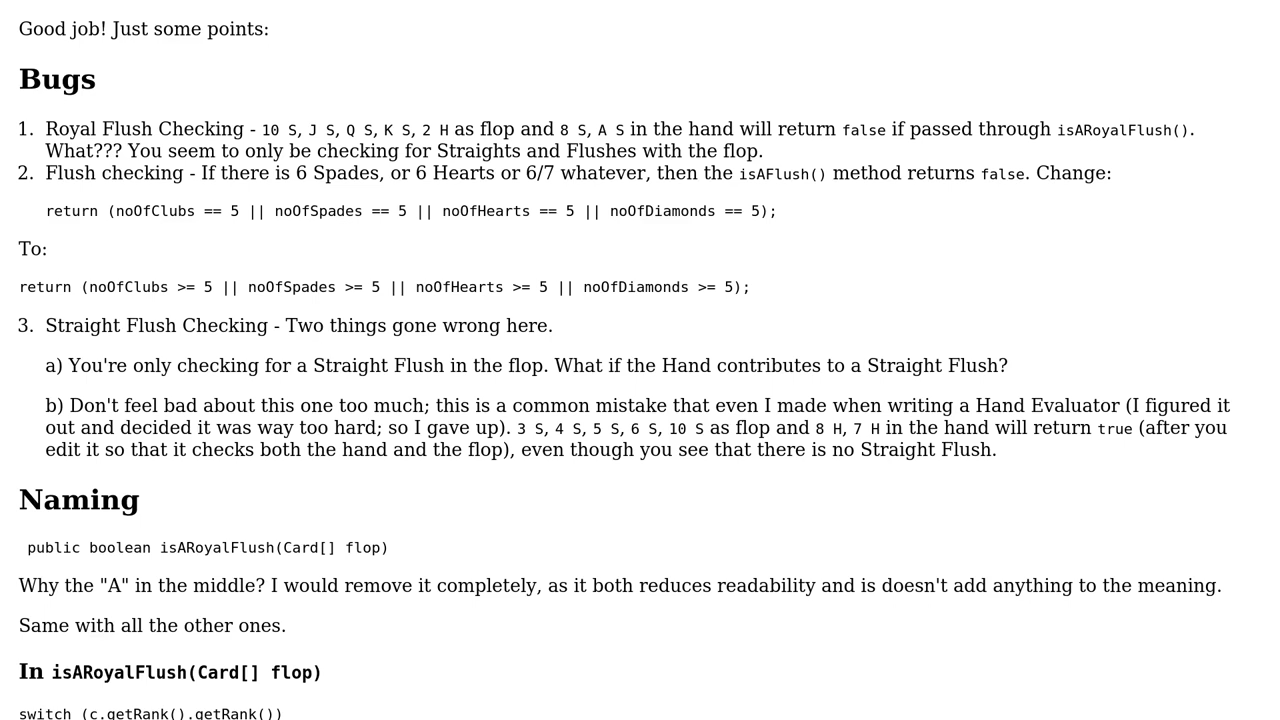 Good job! Just some points:
Bugs
1. Royal Flush Checking - 10 S, J S, Q S, K S, 2 H as flop and 8 S, A S in the hand will return false if passed through isARoyalFlush().
What??? You seem to only be checking for Straights and Flushes with the flop.
2. Flush checking - If there is 6 Spades, or 6 Hearts or 6/7 whatever, then the isAFlush() method returns false. Change:
return (noOfClubs == 5 || noOfSpades == 5 || noOfHearts == 5 || noOfDiamonds == 5);
To:
return (noOfClubs >= 5 || noOfSpades >= 5 || noOfHearts >= 5 || noOfDiamonds >= 5);
3. Straight Flush Checking - Two things gone wrong here.
a) You're only checking for a Straight Flush in the flop. What if the Hand contributes to a Straight Flush?
b) Don't feel bad about this one too much; this is a common mistake that even I made when writing a Hand Evaluator (I figured it
out and decided it was way too hard; so I gave up). 3 S, 4 S, 5 S, 6 S, 10 S as flop and 8 H, 7 H in the hand will return true (after you
edit it so that it checks both the hand and the flop), even though you see that there is no Straight Flush.
Naming
public boolean isARoyalFlush(Card[] flop)
Why the "A" in the middle? I would remove it completely, as it both reduces readability and is doesn't add anything to the meaning.
Same with all the other ones.
In isARoyalFlush(Card[] flop)
switch (c.getRank().getRank())